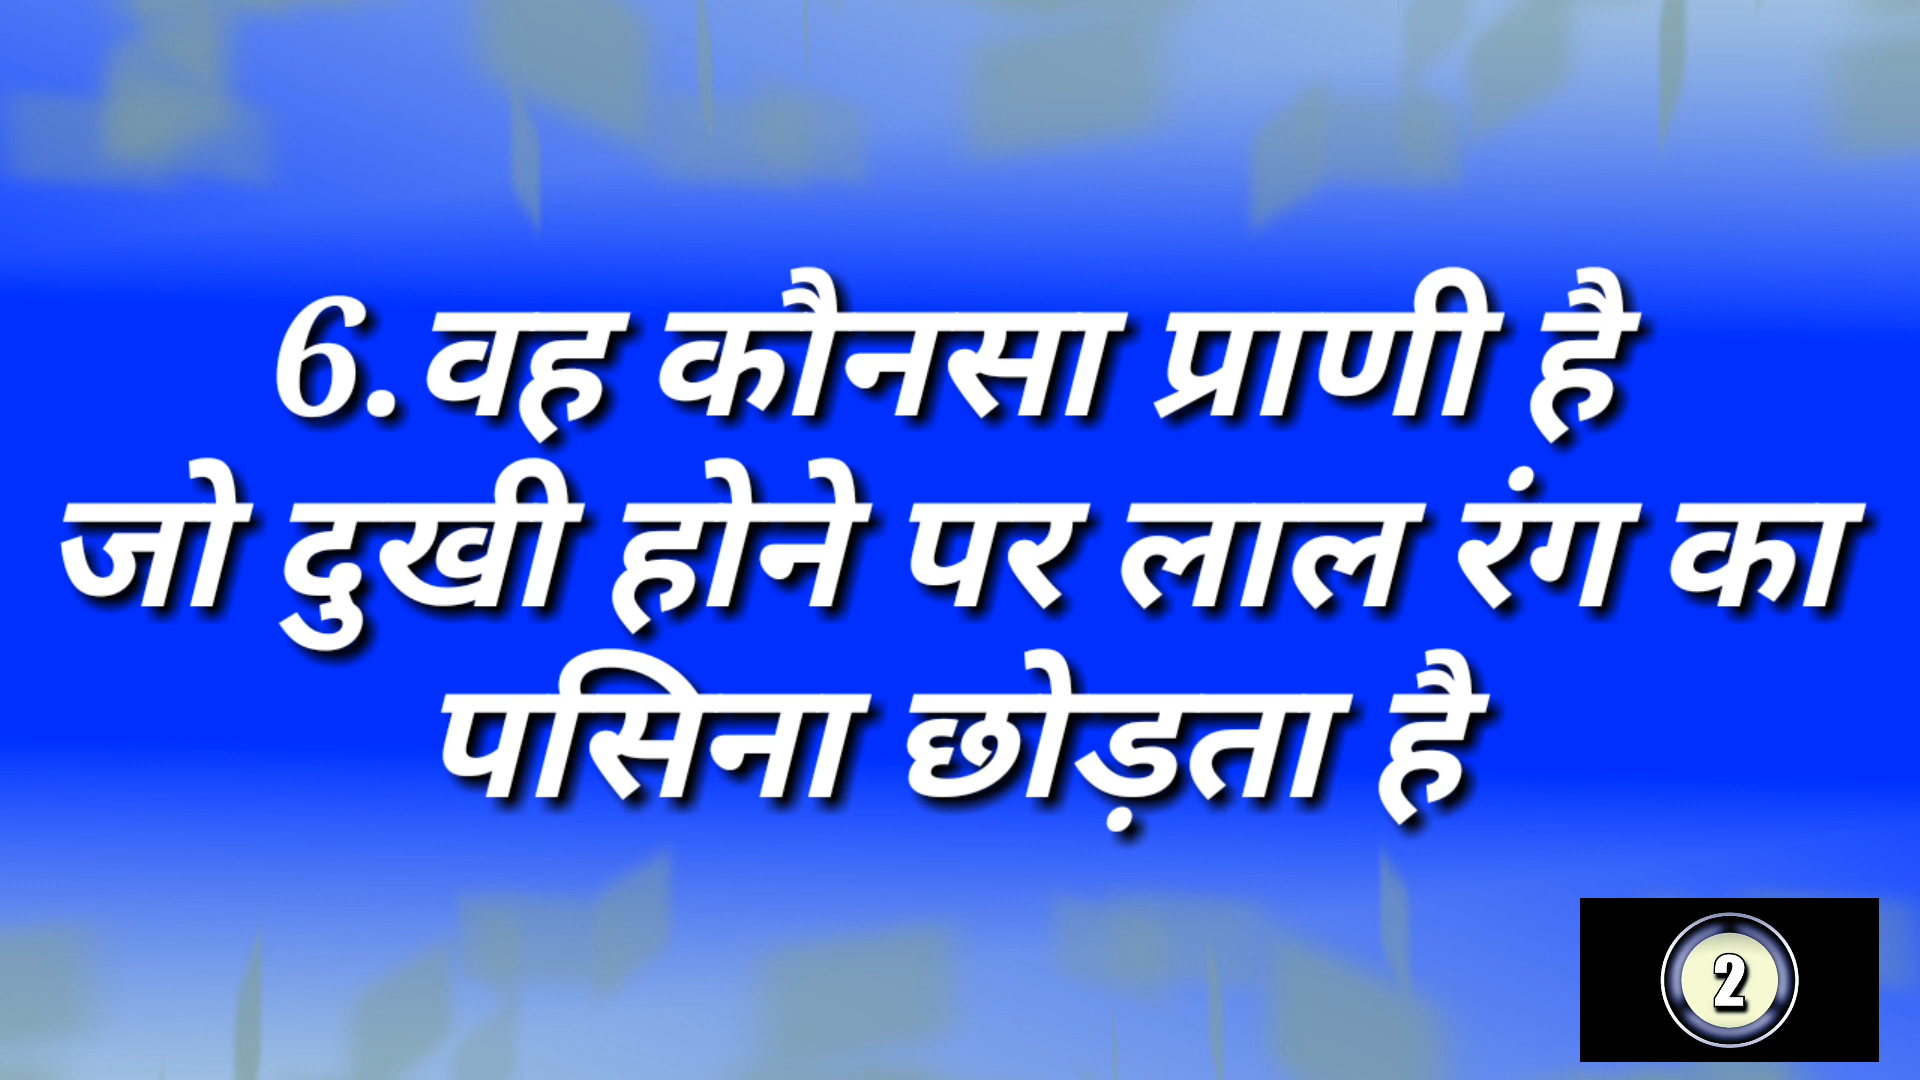 6.वह कौनसा प्राणी है
जो दुखी होने पर लाल रंग का
पसिना छोड़ता है
2